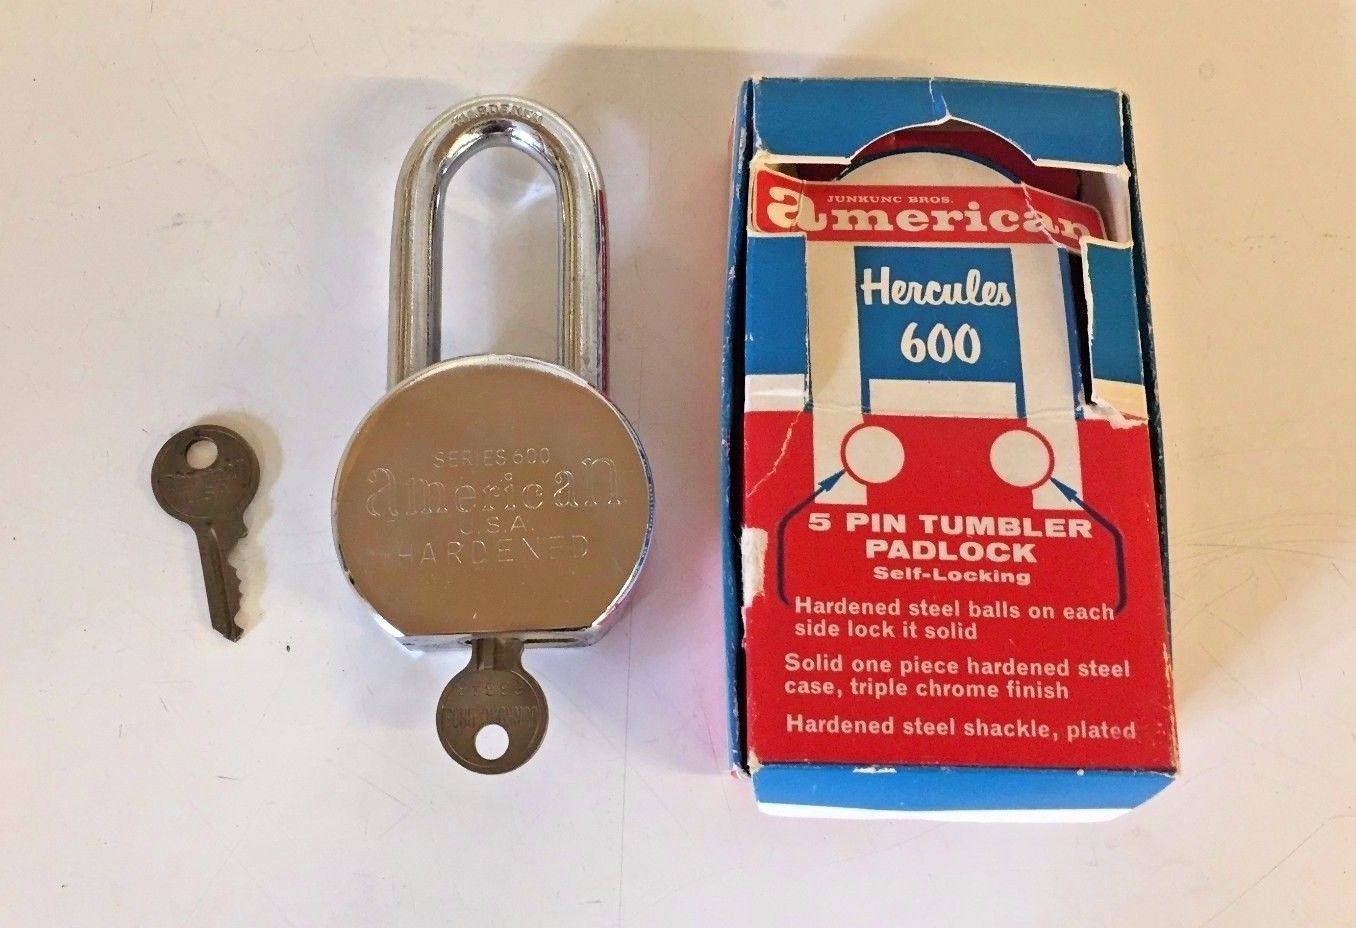 HARDENED
SERIES 600
american
U.S.A.
HARDENED
JUNKUNC BROS.
american
Hercules
600
5 PIN TUMBLER
PADLOCK
Self-Locking
Hardened steel balls on each
side lock it solid
Solid one piece hardened steel
case, triple chrome finish
Hardened steel shackle, plated